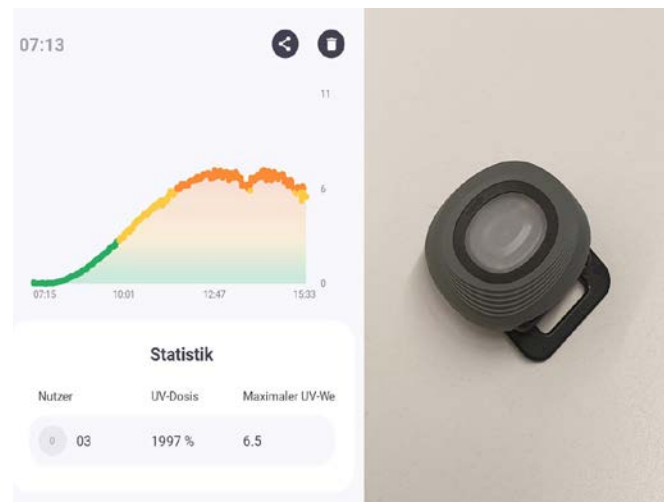 07:13
11
6
0
07:15 10:01 12:47 15:33
Statistik
Nutzer UV-Dosis Maximaler UV-We
0 03 1997 % 6.5